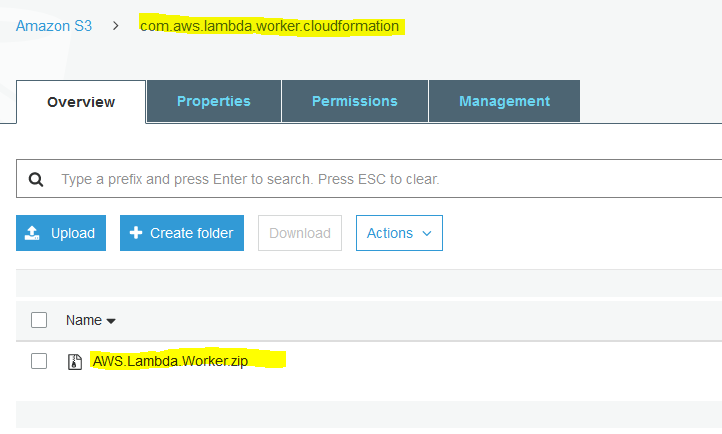 Amazon S3 > com.aws.lambda.worker.cloudformation
Overview Properties Permissions Management
Type a prefix and press Enter to search. Press ESC to clear.
Upload + Create folder Download Actions
Name
AWS.Lambda.Worker.zip